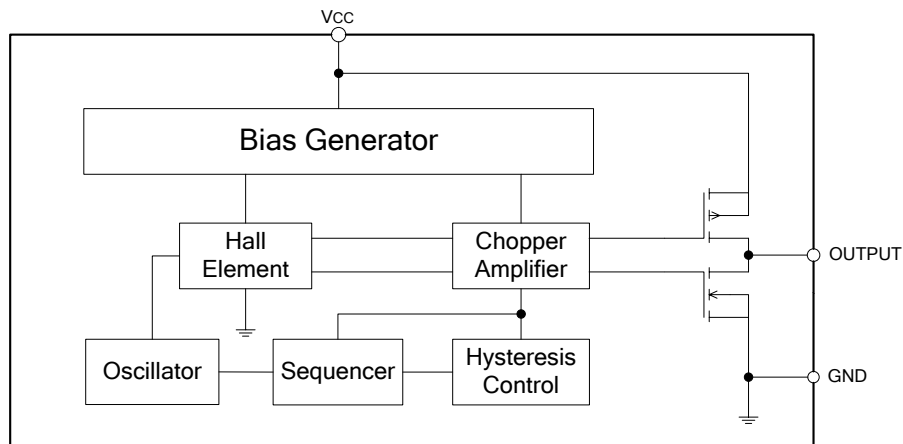 VCC
Bias Generator
Hall
Element
Chopper
Amplifier
OUTPUT
Oscillator
Sequencer
Hysteresis
Control
GND